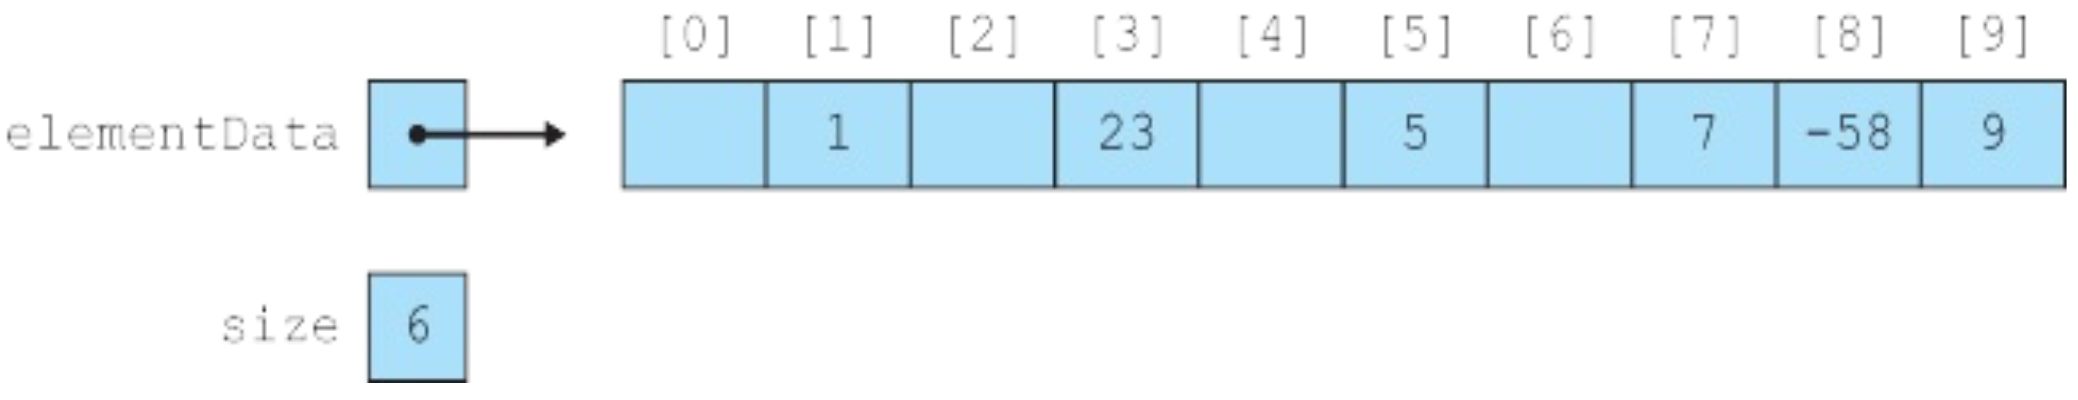 [0] [1] [2] [3] [4] [5] [6] [7] [8] [9]
elementData 1 23 5 7 -58 9
size 6